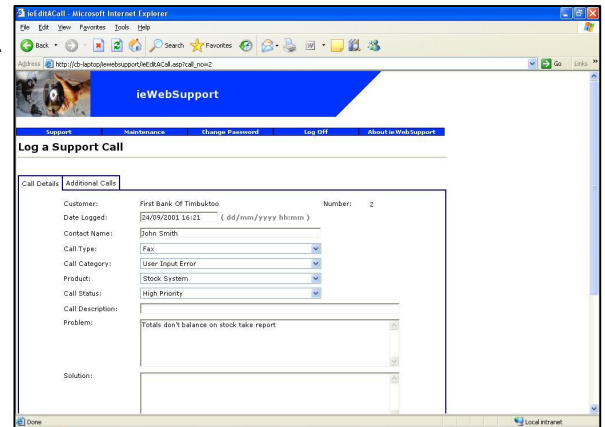 ieEditACall - Microsoft Internet Explorer
File Edit View Favorites Tools Help
Back Search Favorites
Address http://cb-laptop/iewebsupport/ieEditACall.asp?call_no=2 Go Links »
ieWebSupport
Support Maintenance Change Password Log Off About ieWebSupport
Log a Support Call
Call Details Additional Calls
Customer: First Bank Of Timbuktoo Number: 2
Date Logged: 24/09/2001 16:21 ( dd/mm/yyyy hh:mm )
Contact Name: John Smith
Call Type: Fax
Call Category: User Input Error
Product: Stock System
Call Status: High Priority
Call Description:
Problem: Totals don't balance on stock take report
Solution:
Done Local intranet